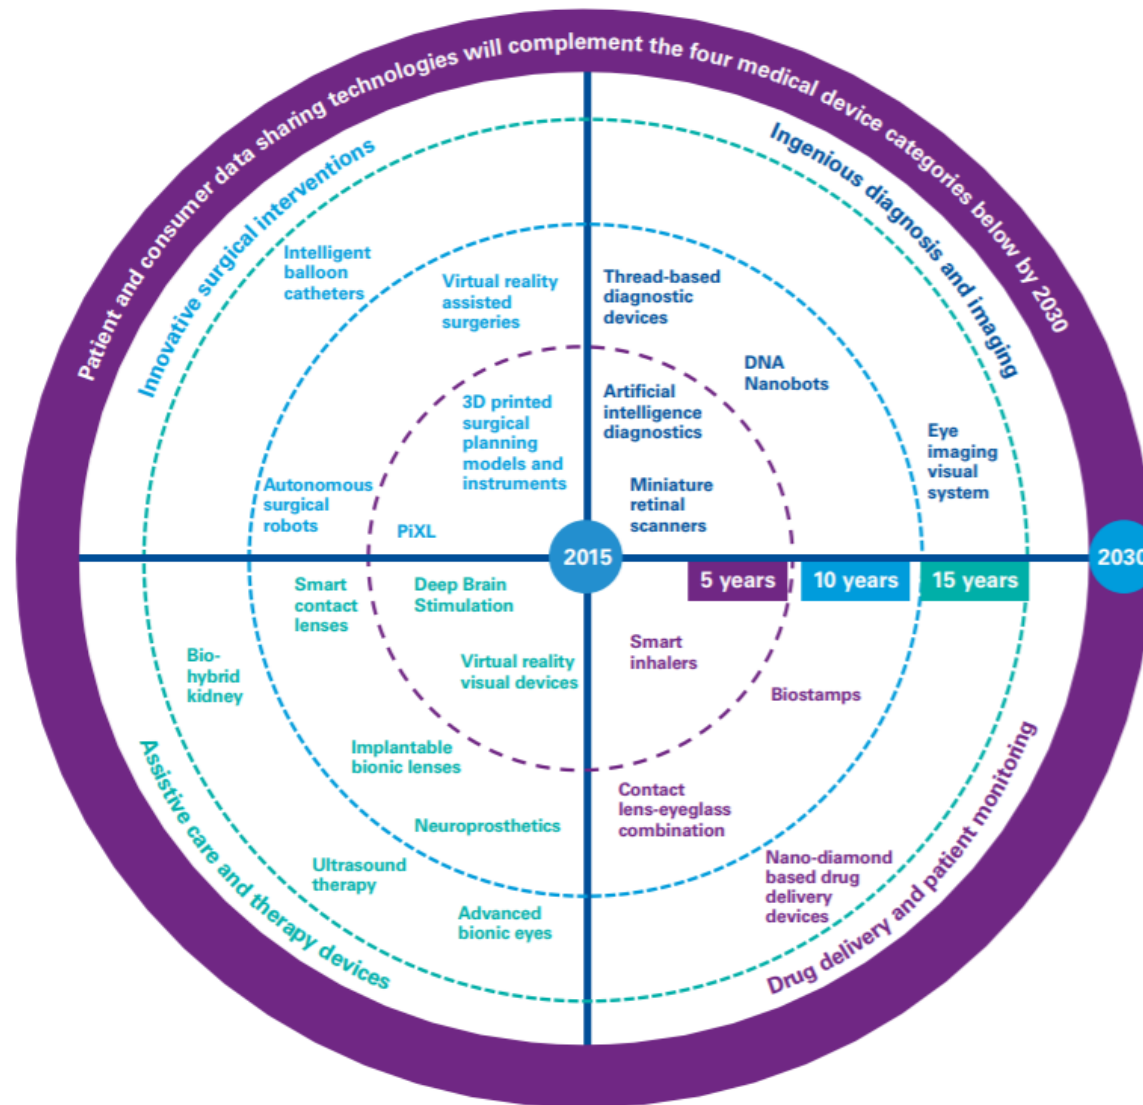 Patient and consumer data sharing technologies will complement the four medical device categories below by 2030
Innovative surgical interventions
Intelligent
balloon
catheters
Virtual reality
assisted
surgeries
3D printed
surgical
planning
models and
instruments
Autonomous
surgical
robots
PiXL
Ingenious diagnosis and imaging
Thread-based
diagnostic
devices
DNA
Nanobots
Artificial
intelligence
diagnostics
Eye
imaging
visual
system
Miniature
retinal
scanners
2015
2030
5 years
10 years
15 years
Smart
contact
lenses
Deep Brain
Stimulation
Bio-
hybrid
kidney
Virtual reality
visual devices
Implantable
bionic lenses
Neuroprosthetics
Ultrasound
therapy
Advanced
bionic eyes
Assistive care and therapy devices
Smart
inhalers
Biostamps
Contact
lens-eyeglass
combination
Nano-diamond
based drug
delivery
devices
Drug delivery and patient monitoring